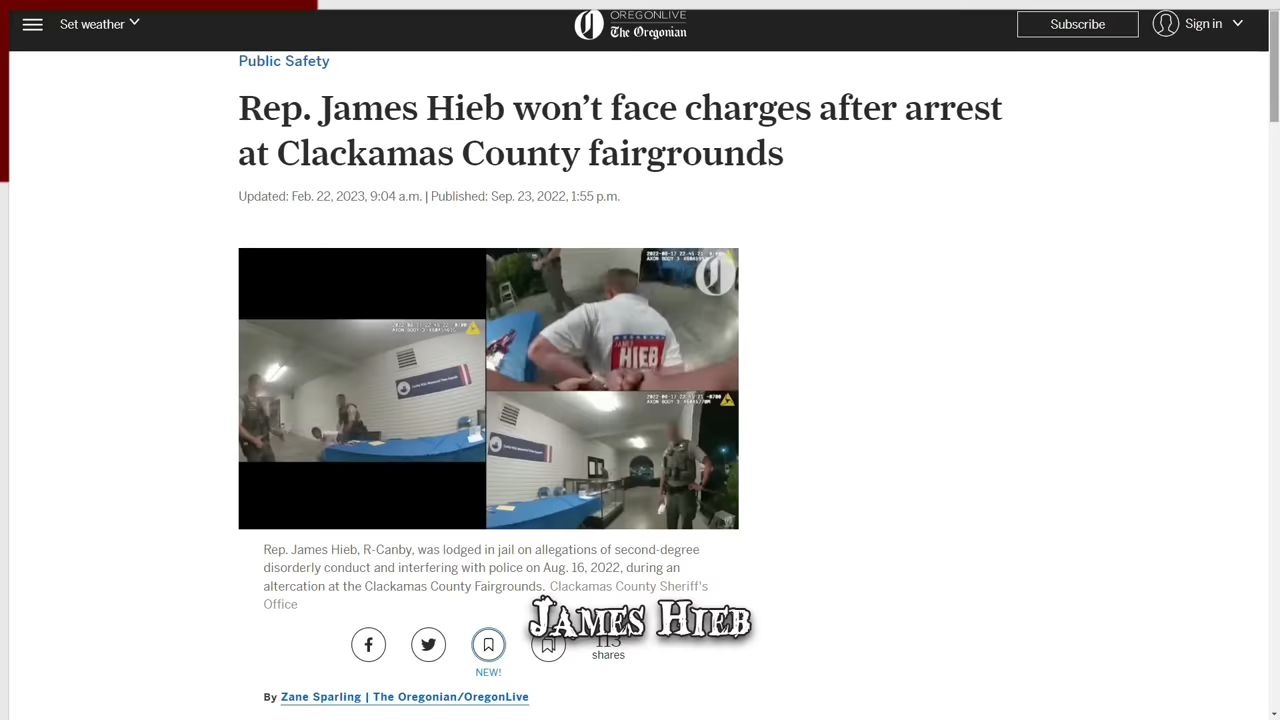 Set weather
OREGONLIVE
The Oregonian
Subscribe
Sign in
Public Safety
Rep. James Hieb won't face charges after arrest
at Clackamas County fairgrounds
Updated: Feb. 22, 2023, 9:04 a.m. | Published: Sep. 23, 2022, 1:55 p.m.
JAMES
HIEB
Rep. James Hieb, R-Canby, was lodged in jail on allegations of second-degree
disorderly conduct and interfering with police on Aug. 16, 2022, during an
altercation at the Clackamas County Fairgrounds. Clackamas County Sheriff's
Office
James Hieb
113
shares
NEW!
By Zane Sparling | The Oregonian/OregonLive